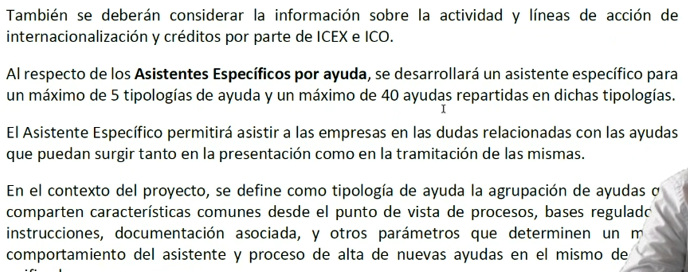 También se deberán considerar la información sobre la actividad y líneas de acción de
internacionalización y créditos por parte de ICEX e ICO.
Al respecto de los Asistentes Específicos por ayuda, se desarrollará un asistente específico para
un máximo de 5 tipologías de ayuda y un máximo de 40 ayudas repartidas en dichas tipologías.
El Asistente Específico permitirá asistir a las empresas en las dudas relacionadas con las ayudas
que puedan surgir tanto en la presentación como en la tramitación de las mismas.
En el contexto del proyecto, se define como tipología de ayuda la agrupación de ayudas
comparten características comunes desde el punto de vista de procesos, bases
instrucciones, documentación asociada, y otros parámetros que determinen un
comportamiento del asistente y proceso de alta de nuevas ayudas en el mismo de